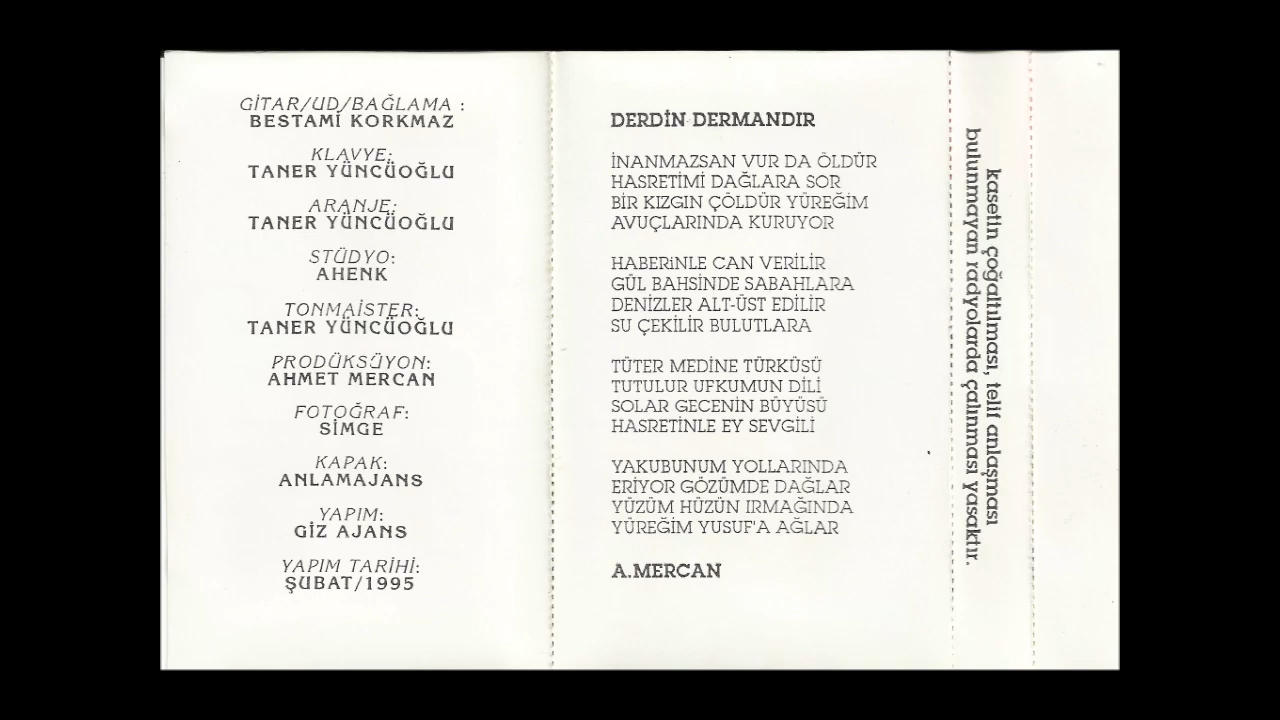 GİTAR/UD/BAĞLAMA :
BESTAMİ KORKMAZ
KLAVYE:
TANER YÜNCÜOĞLU
ARANJE:
TANER YÜNCÜOĞLU
STÜDYO:
AHENK
TONMAİSTER:
TANER YÜNCÜOĞLU
PRODÜKSÜYON:
AHMET MERCAN
FOTOĞRAF:
SİMGE
KAPAK:
ANLAMAJANS
YAPIM:
GİZ AJANS
YAPIM TARİHİ:
ŞUBAT/1995
DERDİN DERMANDIR
İNANMAZSAN VUR DA ÖLDÜR
HASRETİMİ DAĞLARA SOR
BİR KIZGIN ÇÖLDÜR YÜREĞİM
AVUÇLARINDA KURUYOR
HABERiNLE CAN VERİLİR
GÜL BAHSİNDE SABAHLARA
DENİZLER ALT-ÜST EDİLİR
SU ÇEKİLİR BULUTLARA
TÜTER MEDİNE TÜRKÜSÜ
TUTULUR UFKUMUN DİLİ
SOLAR GECENİN BÜYÜSÜ
HASRETİNLE EY SEVGİLİ
YAKUBUNUM YOLLARINDA
ERİYOR GÖZÜMDE DAĞLAR
YÜZÜM HÜZÜN IRMAĞINDA
YÜREĞİM YUSUF'A AĞLAR
A.MERCAN
kasetin çoğaltılması, telif anlaşması
bulunmayan radyolarda çalınması yasaktır.